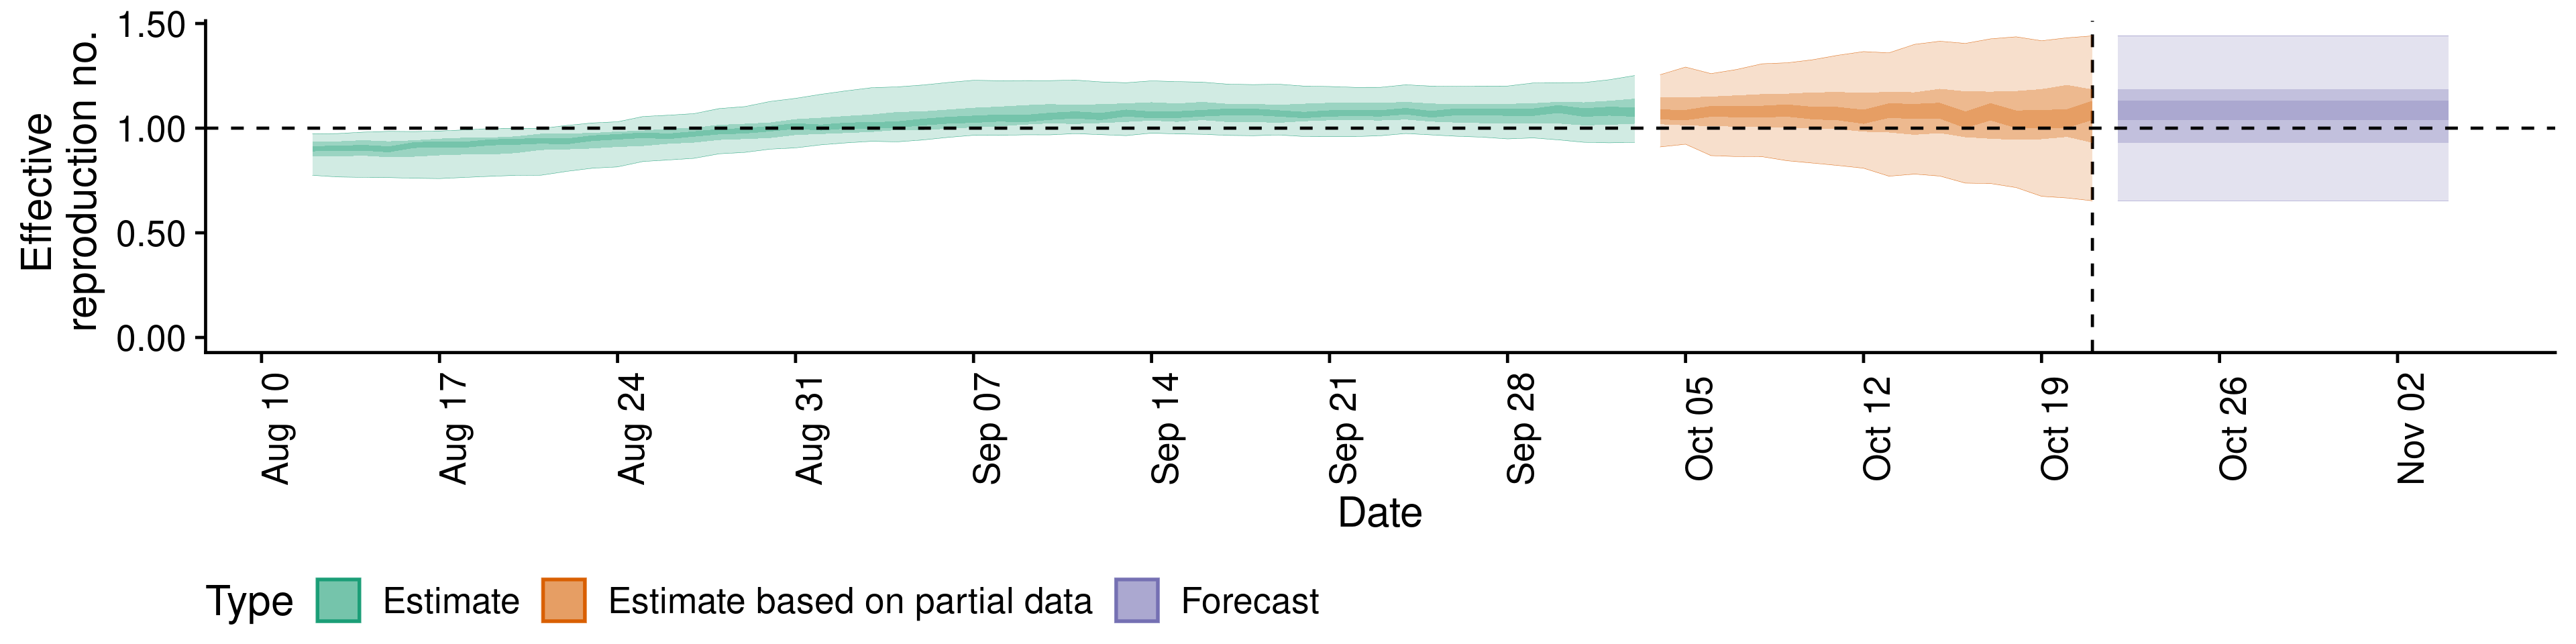 Effective
reproduction no.
1.50
1.00
0.50
0.00
Aug 10
Aug 17
Aug 24
Aug 31
Sep 07
Sep 14
Sep 21
Sep 28
Oct 05
Oct 12
Oct 19
Oct 26
Nov 02
Date
Type Estimate Estimate based on partial data Forecast